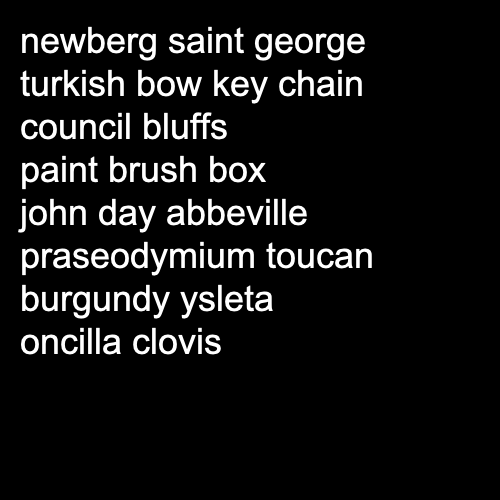 newberg saint george
turkish bow key chain
council bluffs
paint brush box
john day abbeville
praseodymium toucan
burgundy ysleta
oncilla clovis